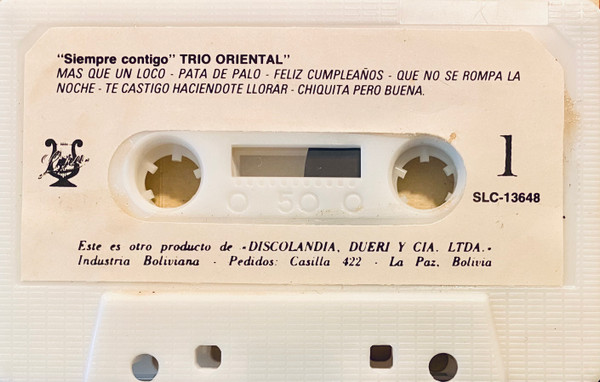 "Siempre contigo" TRIO ORIENTAL"
MAS QUE UN LOCO - PATA DE PALO - FELIZ CUMPLEAÑOS - QUE NO SE ROMPA LA
NOCHE - TE CASTIGO HACIENDOTE LLORAR - CHIQUITA PERO BUENA.
1
SLC-13648
50
Este es otro producto de «DISCOLANDIA, DUERI Y CIA. LTDA.»
Industria Boliviana - Pedidos: Casilla 422 - La Paz, Bolivia